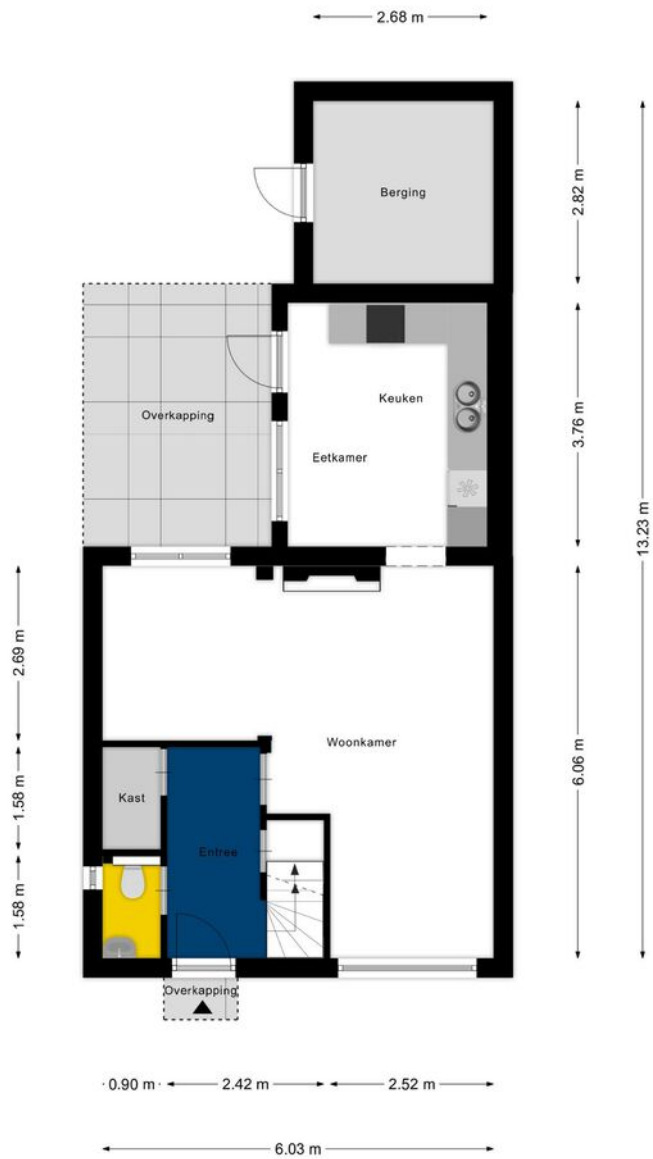 2.68 m
Berging
2.82 m
Keuken
Overkapping
Eetkamer
3.76 m
13.23 m
2.69 m
Woonkamer
6.06 m
Kast
1.58 m
Entree
1.58 m
Overkapping
0.90 m
2.42 m
2.52 m
6.03 m